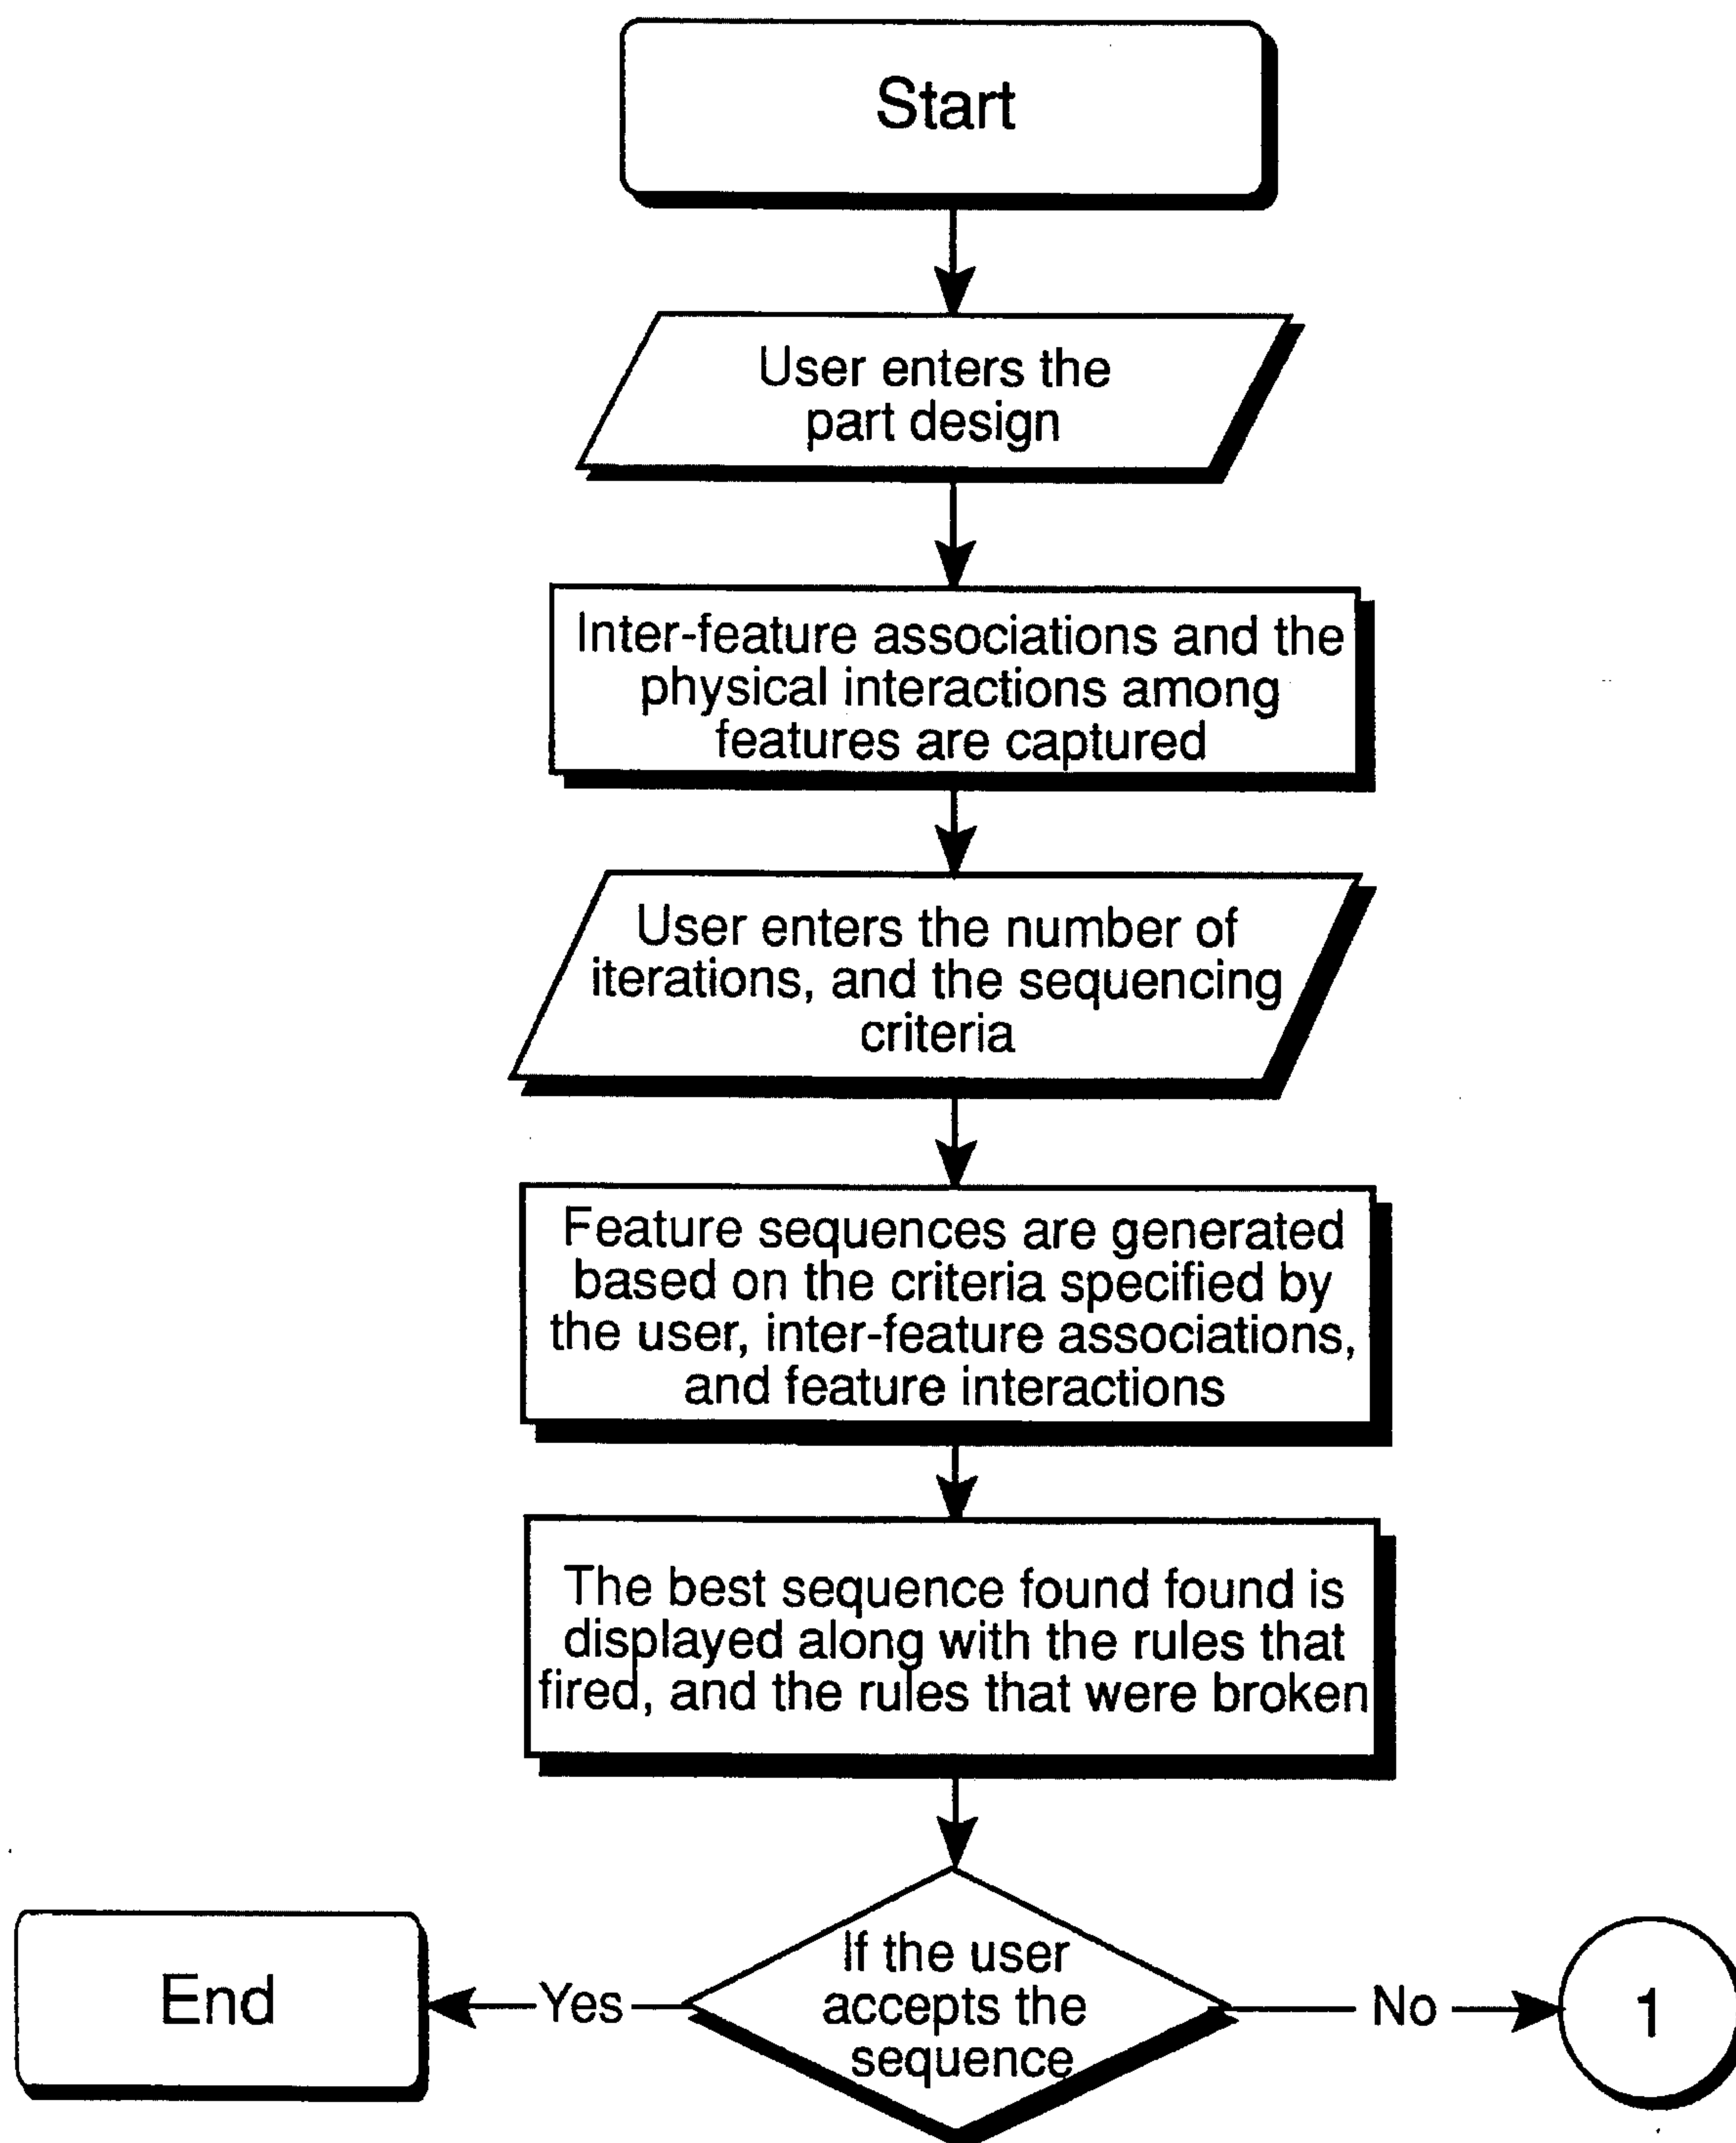 Start
User enters the
part design
Inter-feature associations and the
physical interactions among
features are captured
User enters the number of
iterations, and the sequencing
criteria
Feature sequences are generated
based on the criteria specified by
the user, inter-feature associations,
and feature interactions
The best sequence found found is
displayed along with the rules that
fired, and the rules that were broken
If the user
accepts the
sequence
Yes
End
No
1